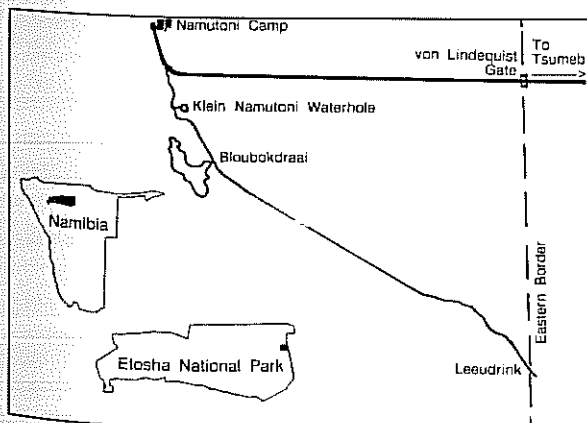 Namutoni Camp
von Lindequist
Gate
To
Tsumeb
Klein Namutoni Waterhole
Bloubokdraai
Namibia
Eastern Border
Etosha National Park
Leeudrink